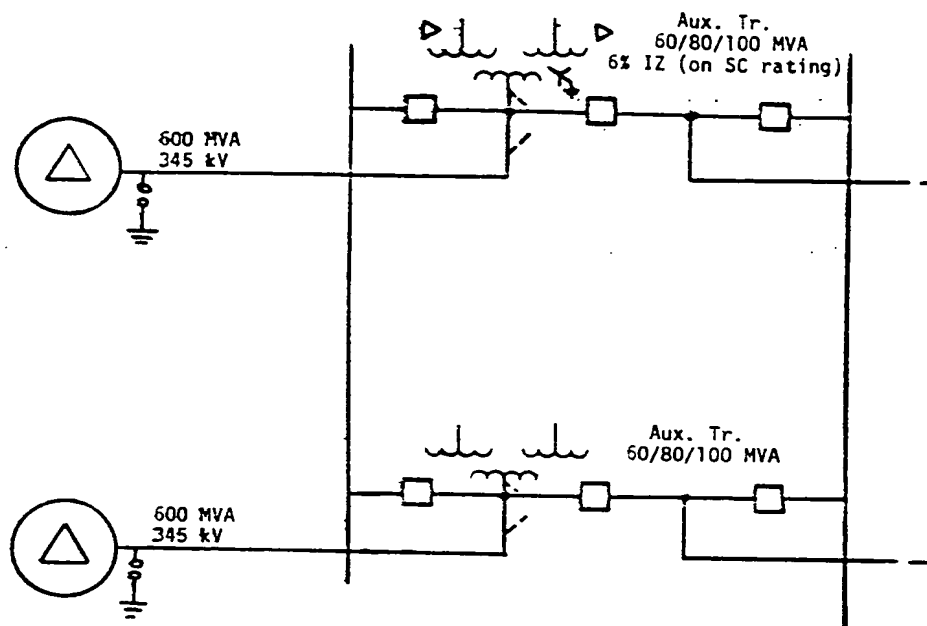 Aux. Tr.
60/80/100 MVA
6% IZ (on SC rating)
600 MVA
345 kV
Aux. Tr.
60/80/100 MVA
600 MVA
345 kV